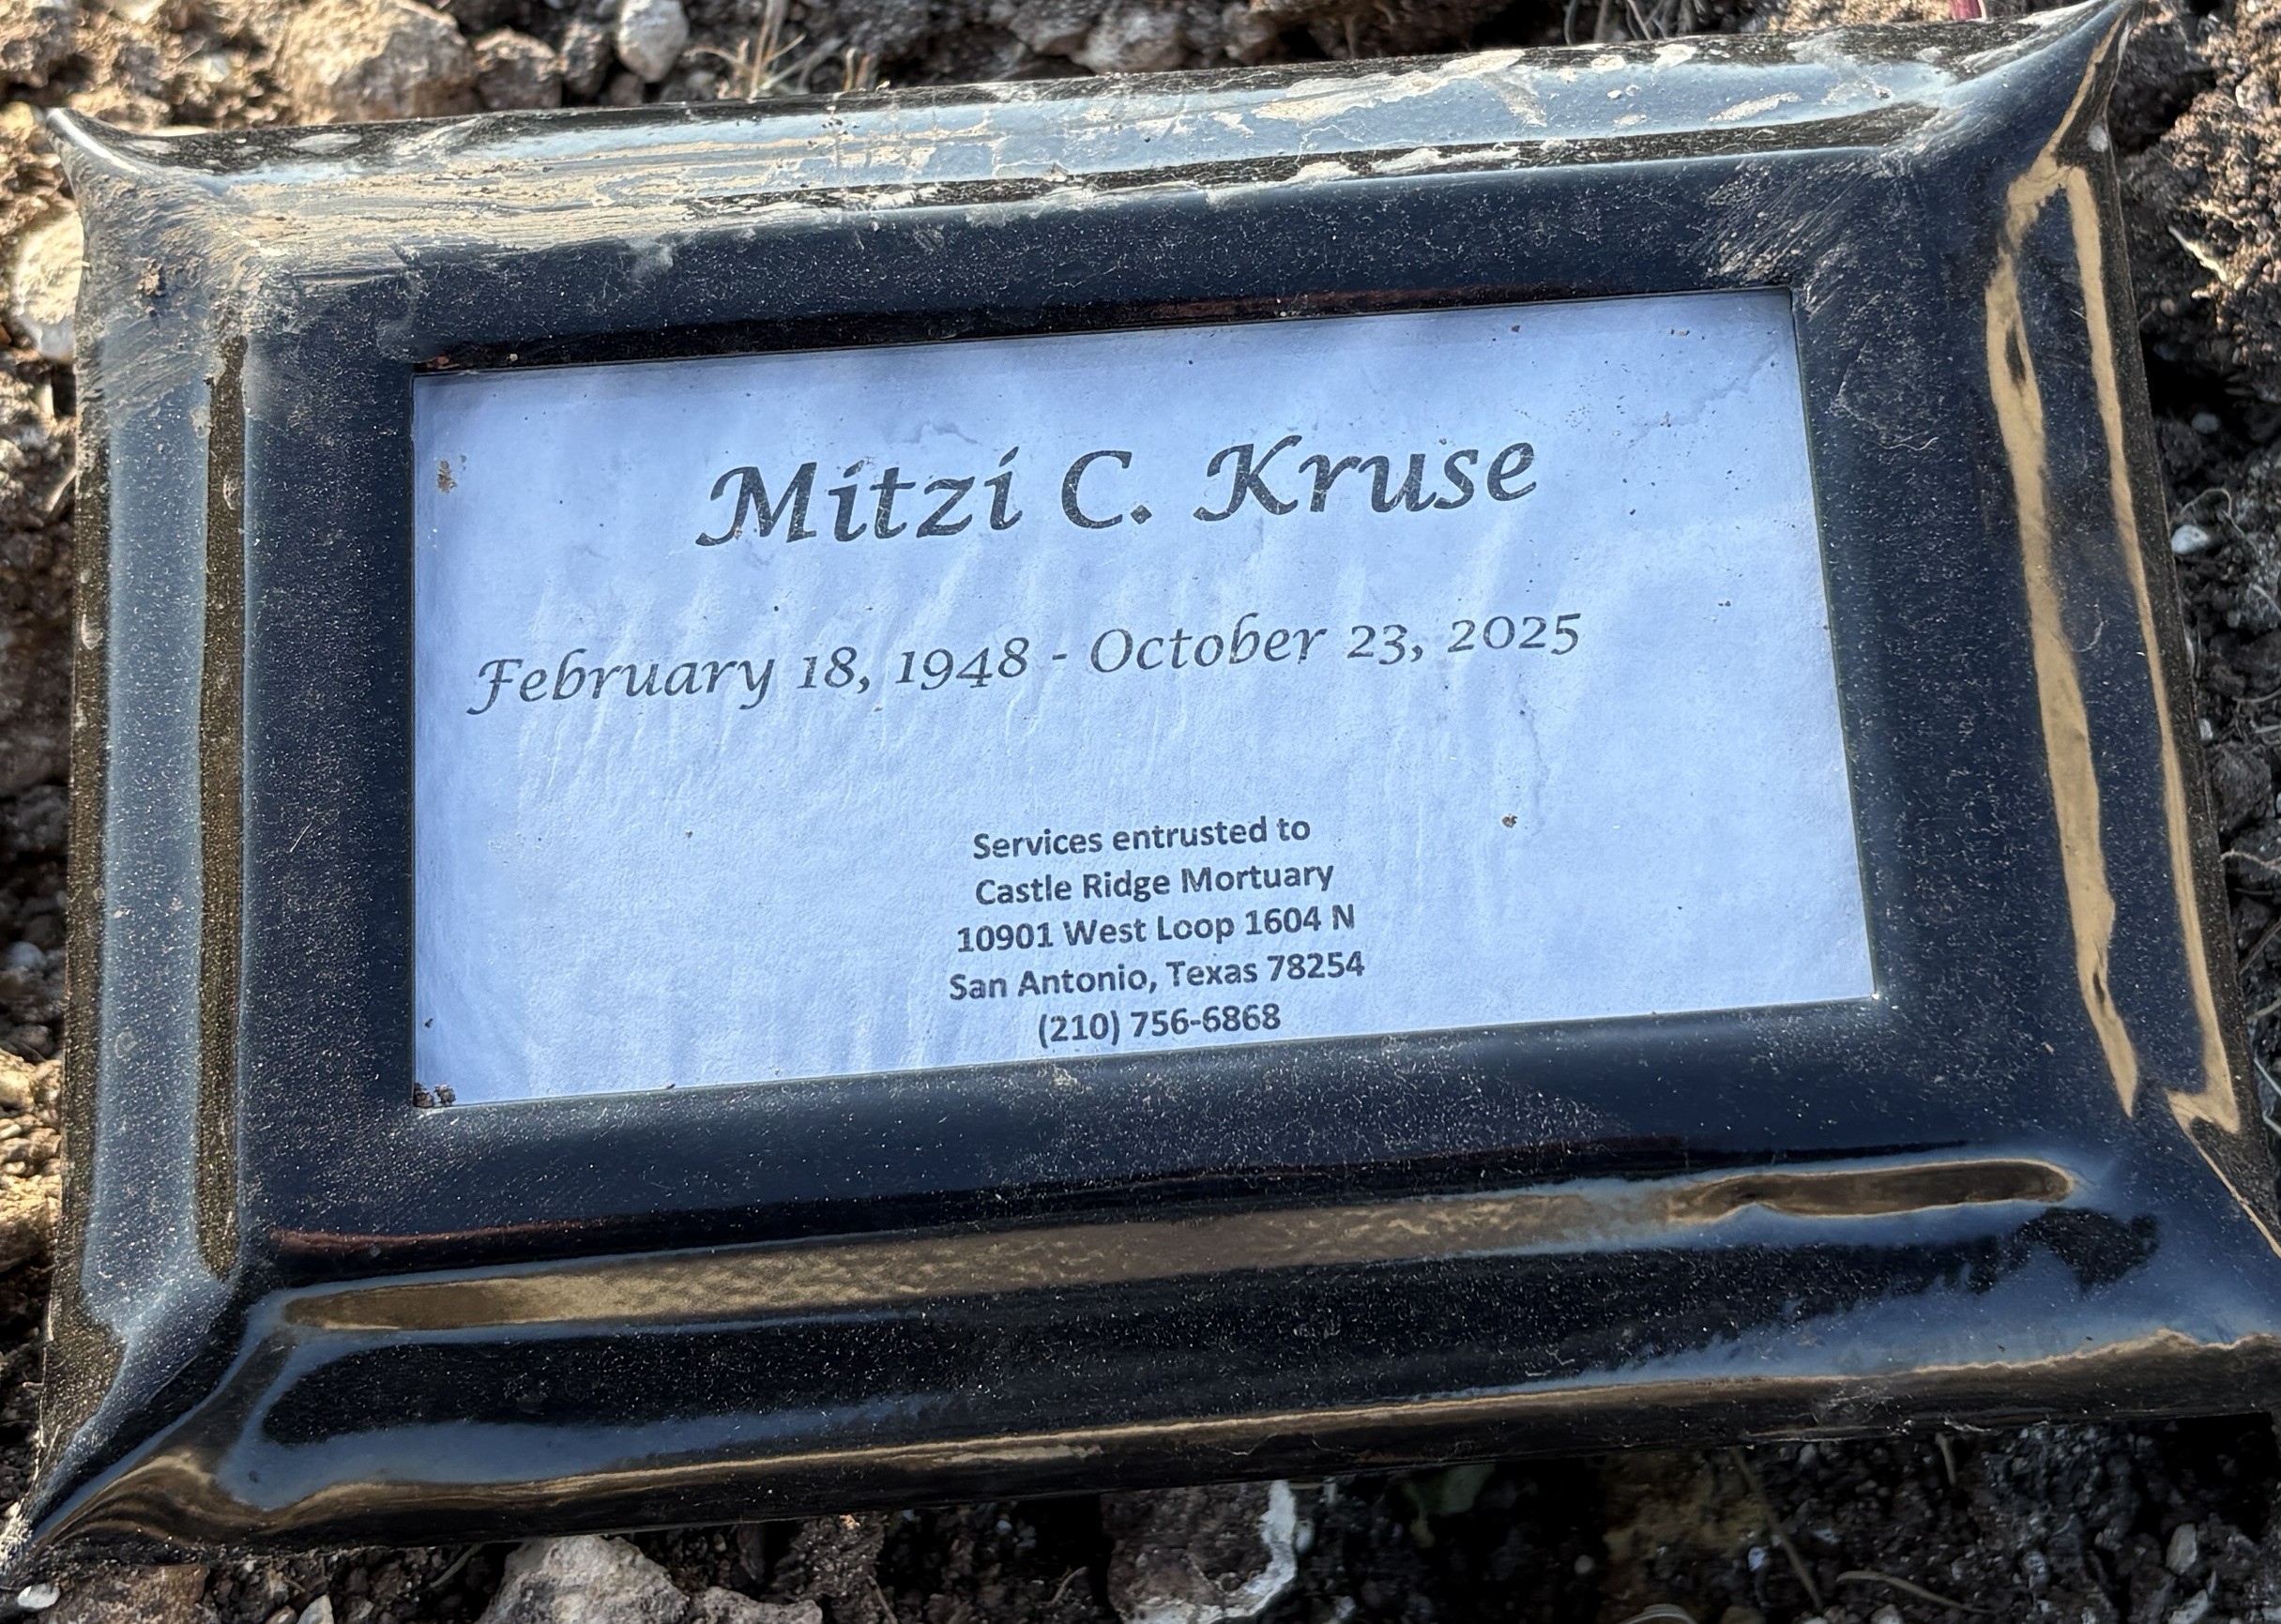 Mitzi C. Kruse
February 18, 1948 - October 23, 2025
Services entrusted to
Castle Ridge Mortuary
10901 West Loop 1604 N
San Antonio, Texas 78254
(210) 756-6868